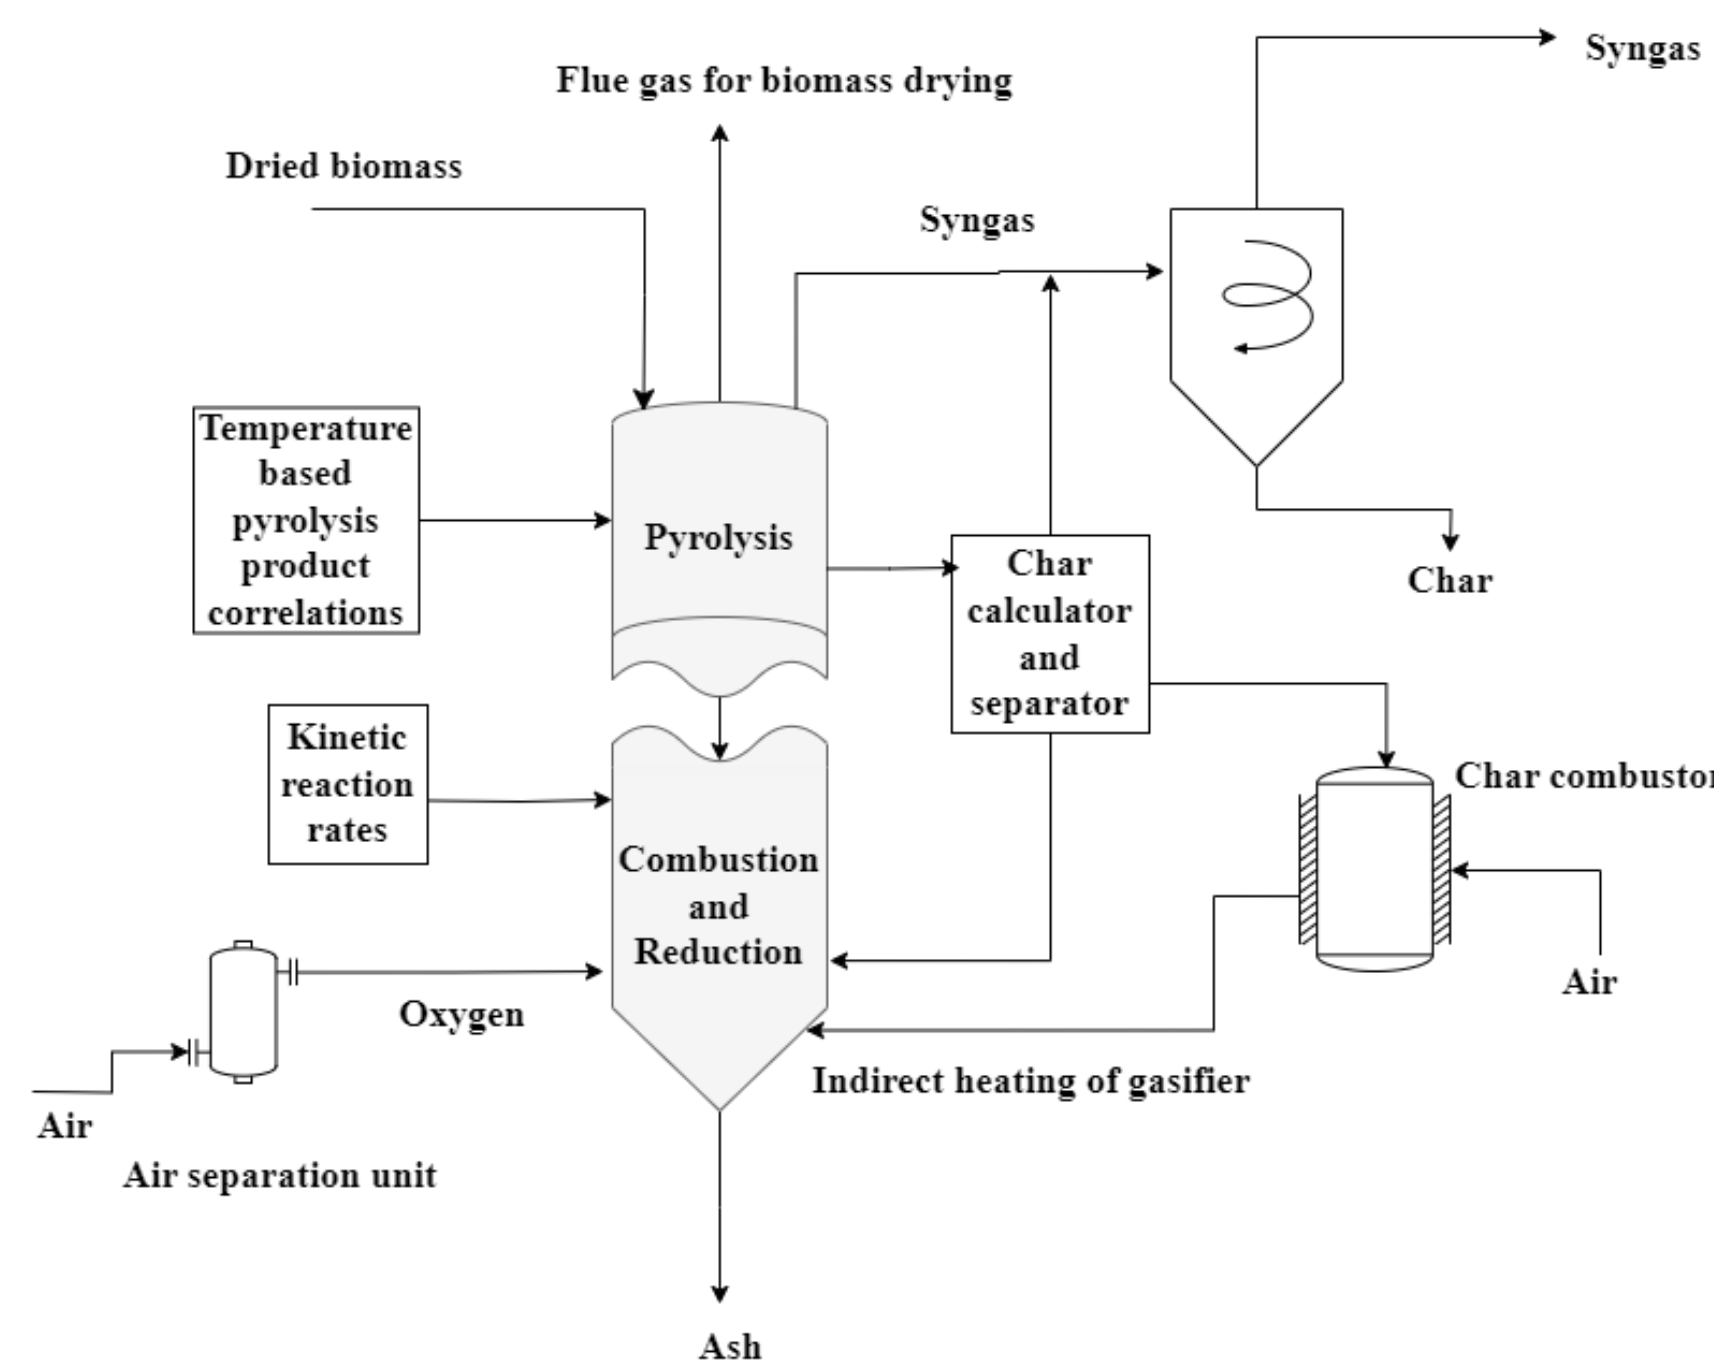 Syngas
Flue gas for biomass drying
Dried biomass
Syngas
Temperature
based
pyrolysis
product
correlations
Pyrolysis
Char
calculator
and
separator
Char
Kinetic
reaction
rates
Char combustor
Combustion
and
Reduction
Oxygen
Air
Indirect heating of gasifier
Air
Air separation unit
Ash